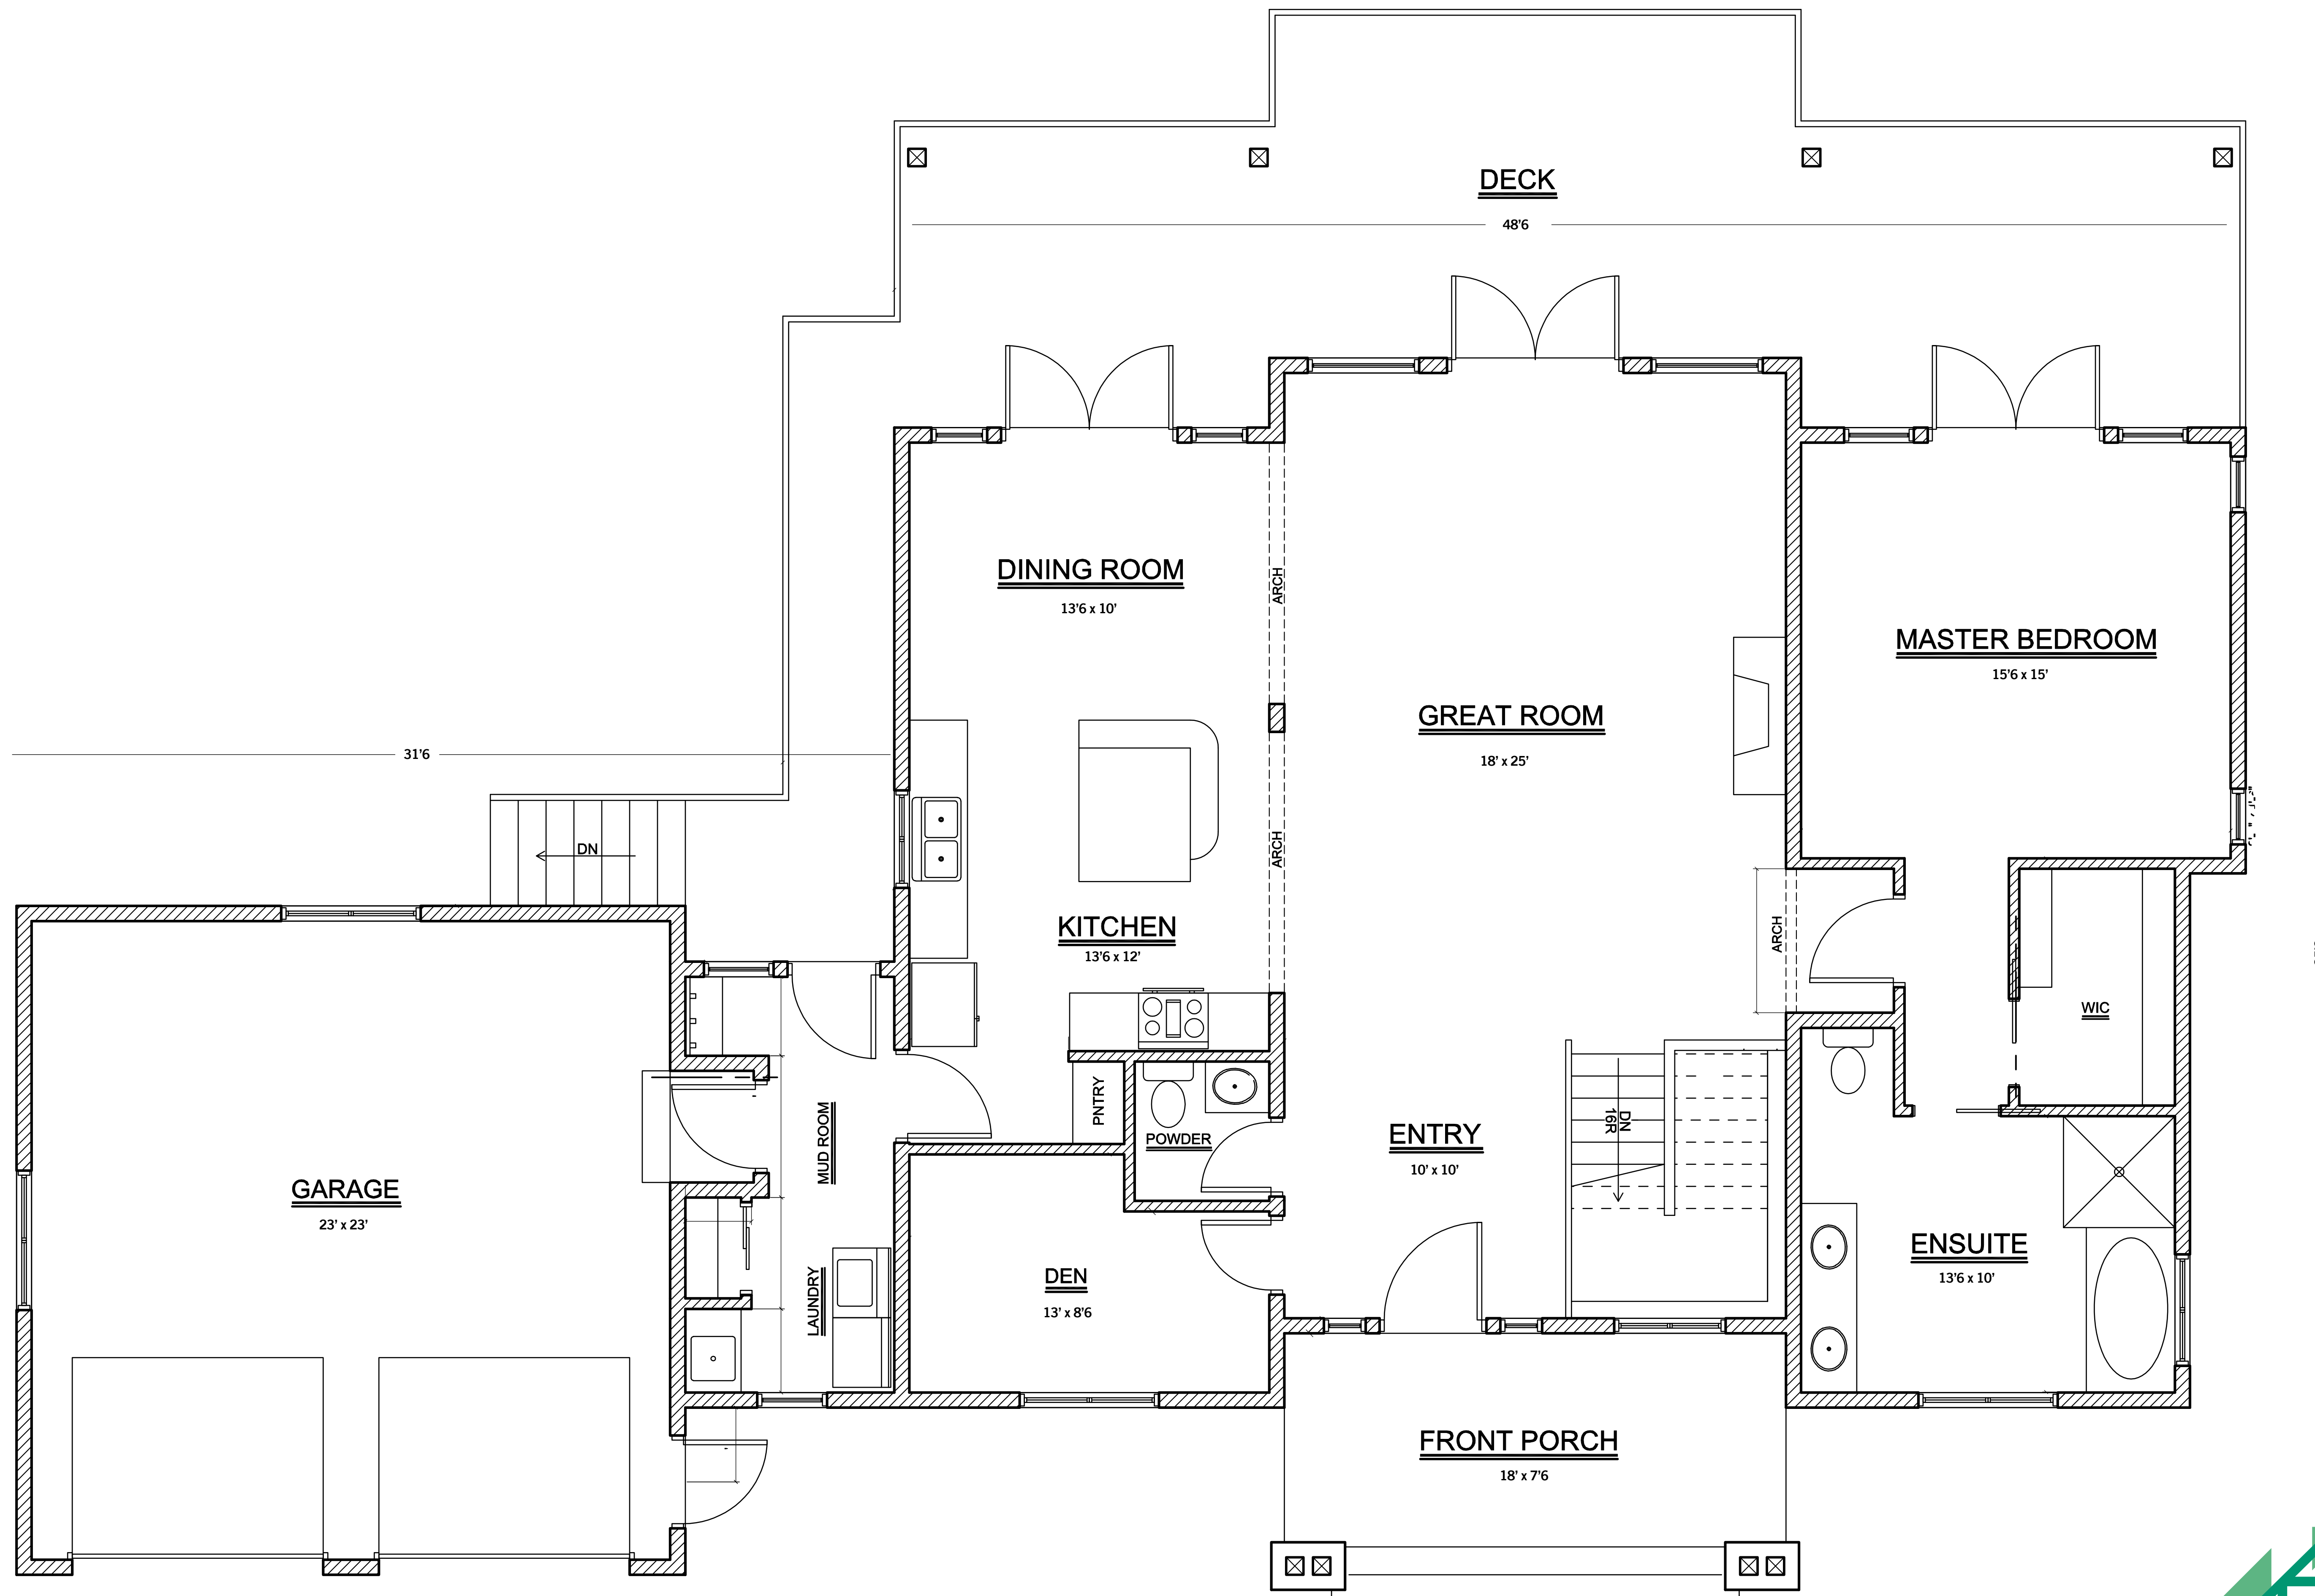 DECK
48'6
DINING ROOM
13'6 x 10'
ARCH
MASTER BEDROOM
15'6 x 15'
GREAT ROOM
18' x 25'
31'6
DN
ARCH
KITCHEN
13'6 x 12'
ARCH
WIC
PNTRY
MUD ROOM
POWDER
ENTRY
10' x 10'
DN
16R
GARAGE
23' x 23'
ENSUITE
13'6 x 10'
DEN
13' x 8'6
LAUNDRY
FRONT PORCH
18' x 7'6